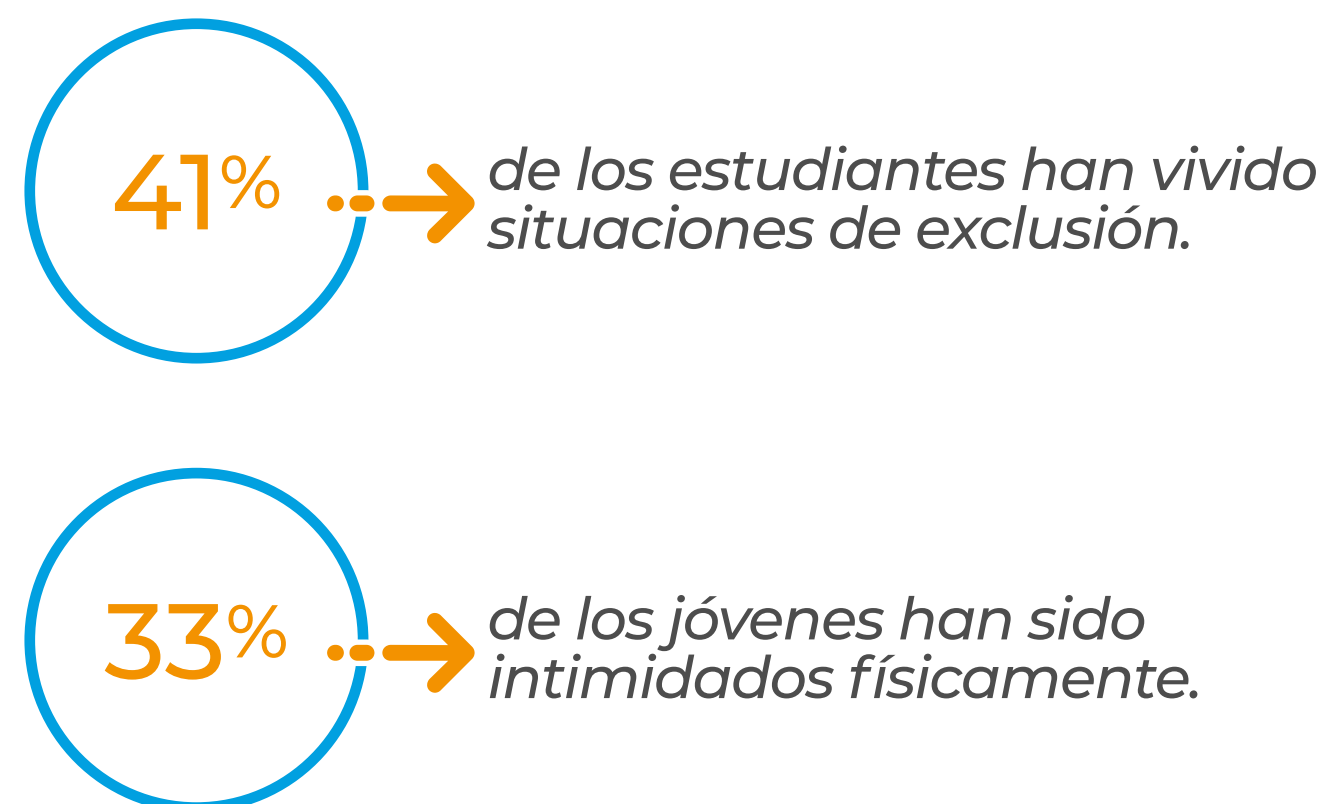 41%
de los estudiantes han vivido
situaciones de exclusión.
33%
de los jóvenes han sido
intimidados físicamente.